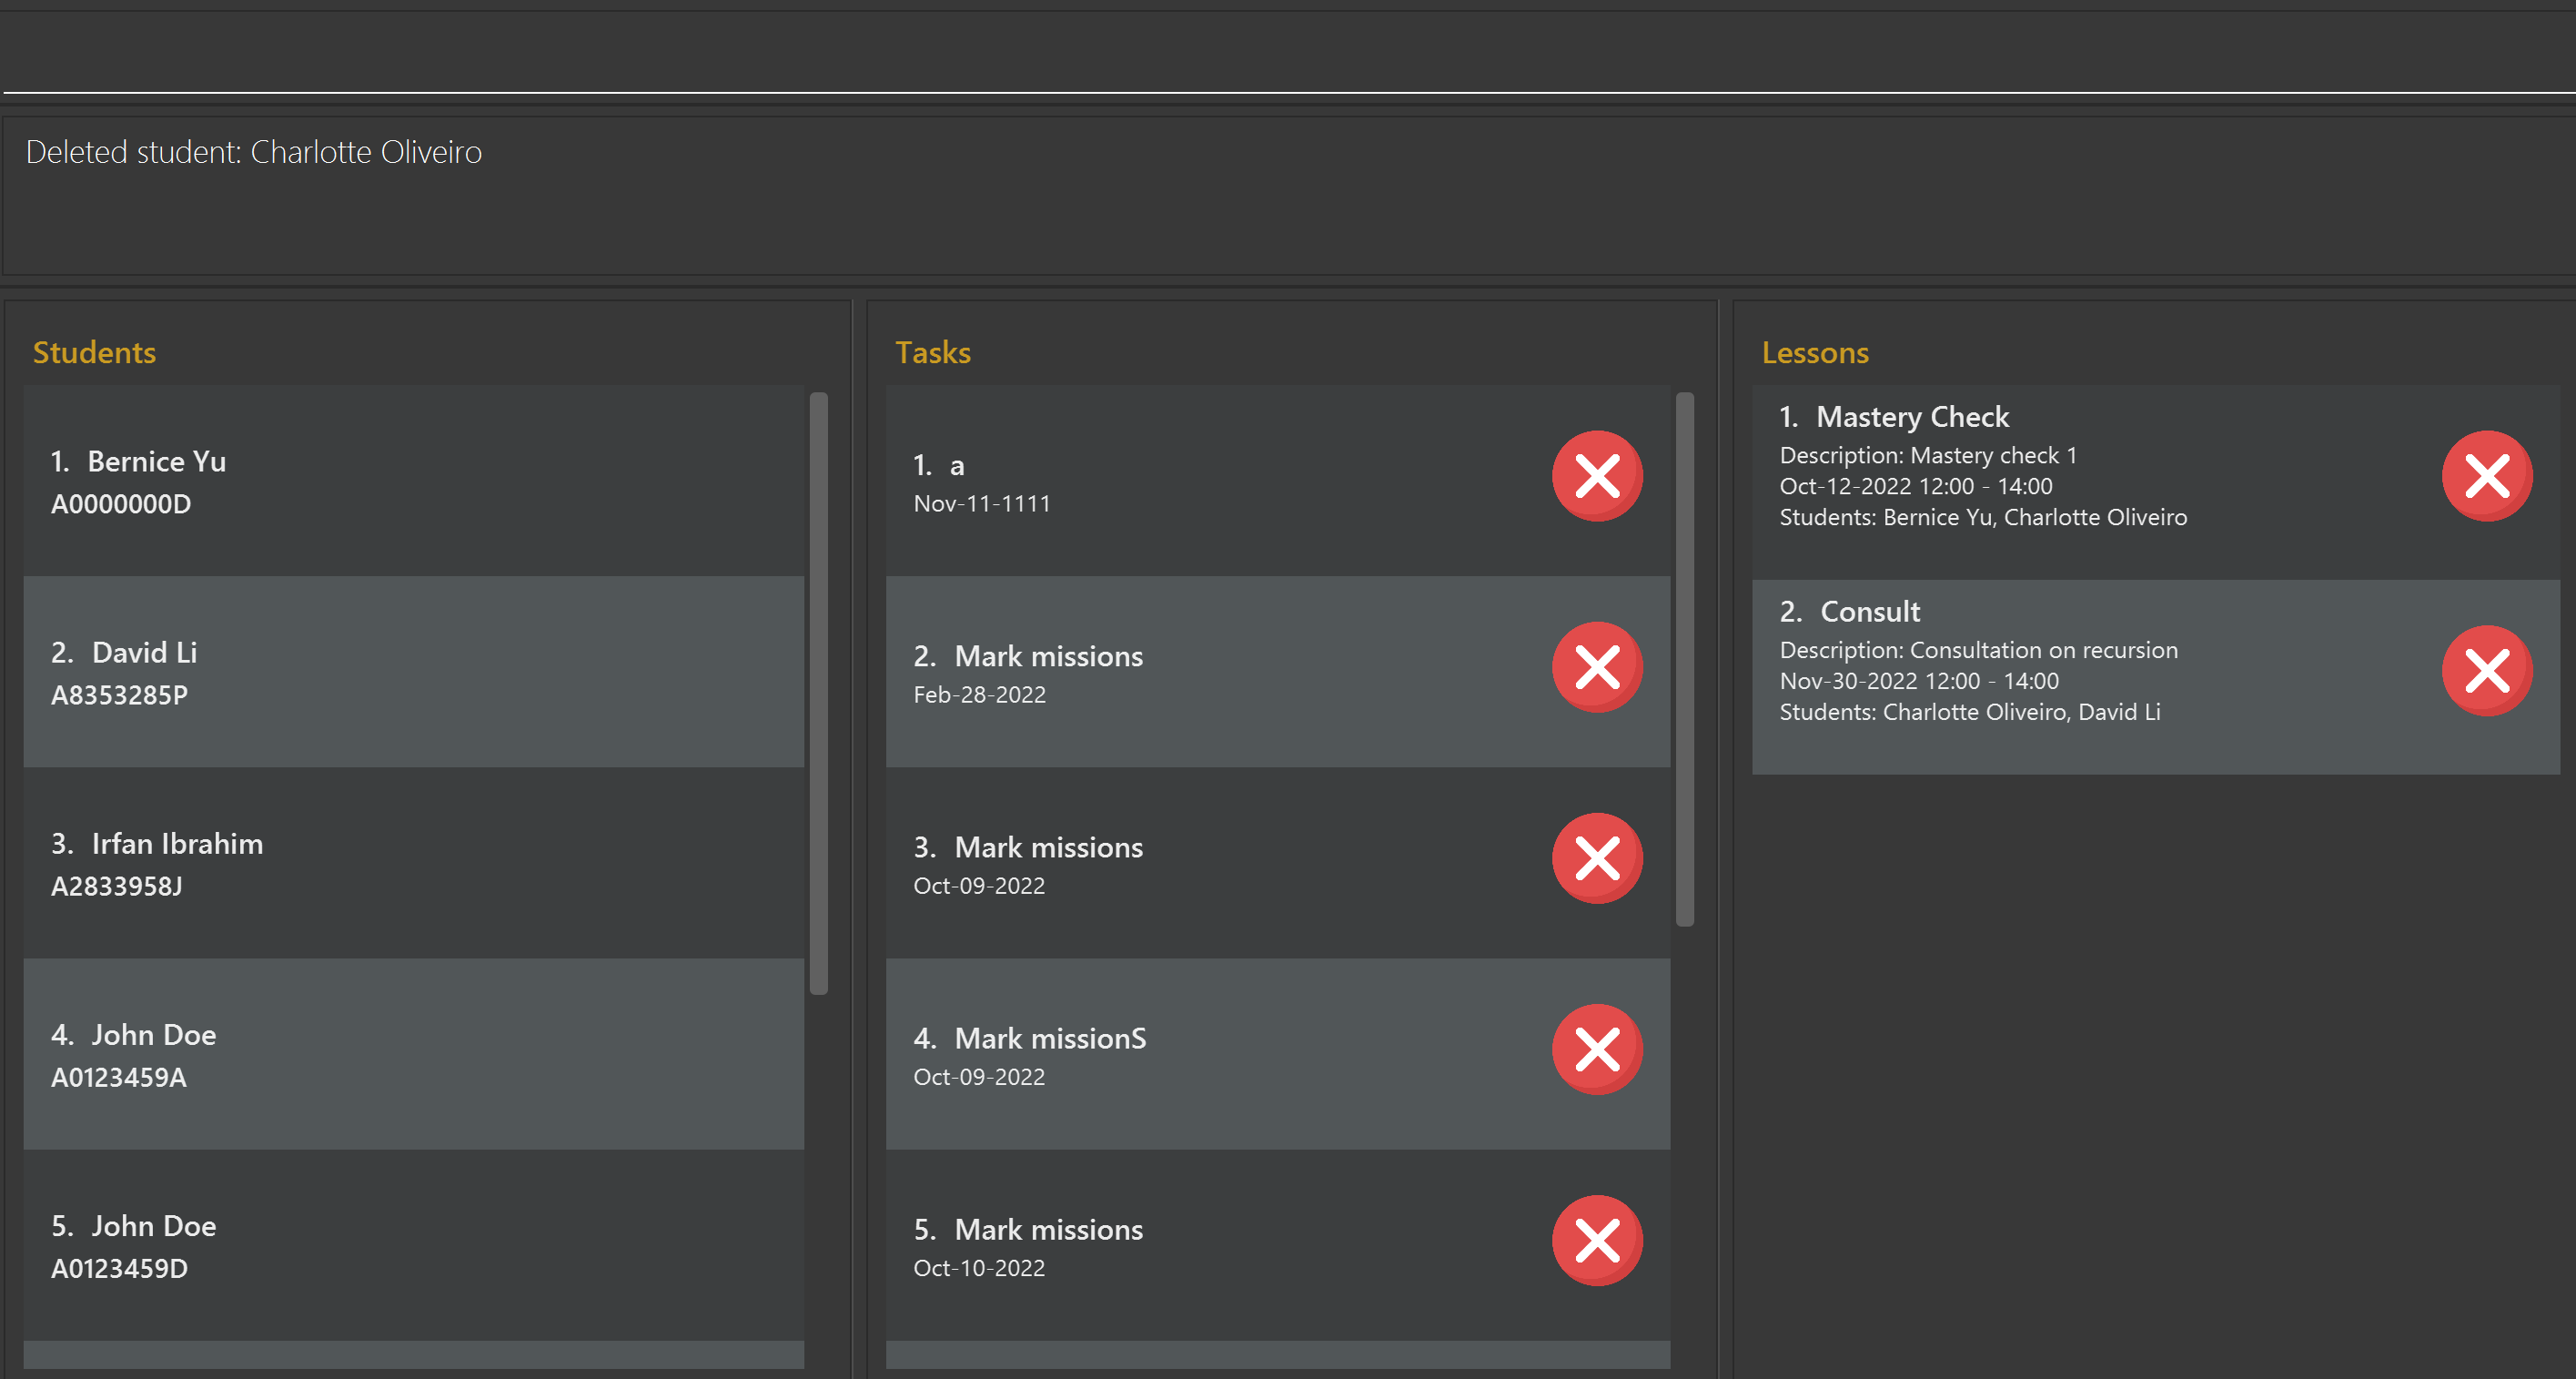 Deleted student: Charlotte Oliveiro
Students
1. Bernice Yu
A0000000D
2. David Li
A8353285P
3. Irfan Ibrahim
A2833958J
4. John Doe
A0123459A
5. John Doe
A0123459D
Tasks
1. a
Nov-11-1111
2. Mark missions
Feb-28-2022
3. Mark missions
Oct-09-2022
4. Mark missionS
Oct-09-2022
5. Mark missions
Oct-10-2022
Lessons
1. Mastery Check
Description: Mastery check 1
Oct-12-2022 12:00 - 14:00
Students: Bernice Yu, Charlotte Oliveiro
2. Consult
Description: Consultation on recursion
Nov-30-2022 12:00 - 14:00
Students: Charlotte Oliveiro, David Li